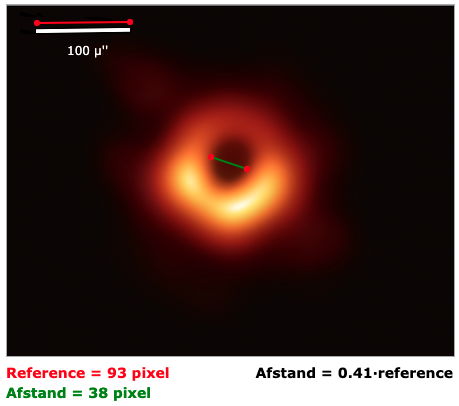 100 µ"
Reference = 93 pixel
Afstand = 0.41·reference
Afstand = 38 pixel